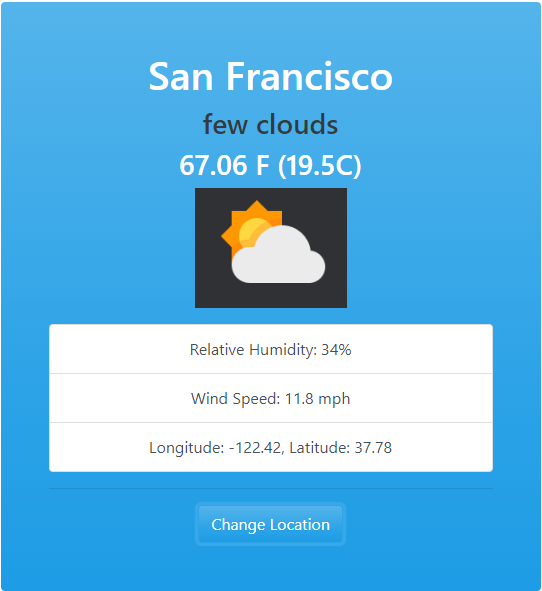 San Francisco
few clouds
67.06 F (19.5C)
Relative Humidity: 34%
Wind Speed: 11.8 mph
Longitude: -122.42, Latitude: 37.78
Change Location